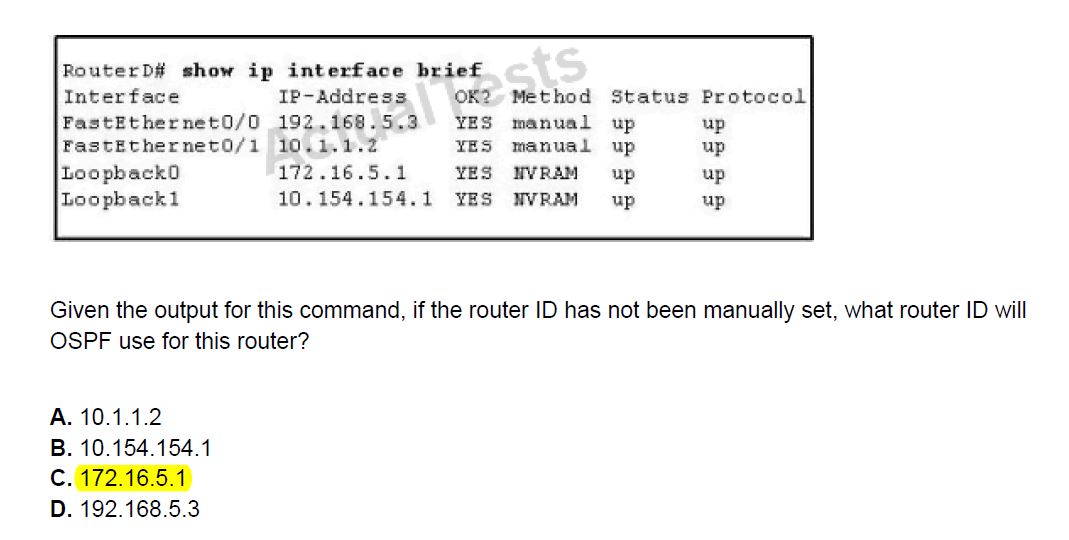 RouterD# show ip interface brief
Interface IP-Address OK? Method Status Protocol
FastEthernet0/0 192.168.5.3 YES manual up up
FastEthernet0/1 10.1.1.2 YES manual up up
Loopback0 172.16.5.1 YES NVRAM up up
Loopback1 10.154.154.1 YES NVRAM up up
ActualTests
Given the output for this command, if the router ID has not been manually set, what router ID will
OSPF use for this router?
A. 10.1.1.2
B. 10.154.154.1
C. 172.16.5.1
D. 192.168.5.3